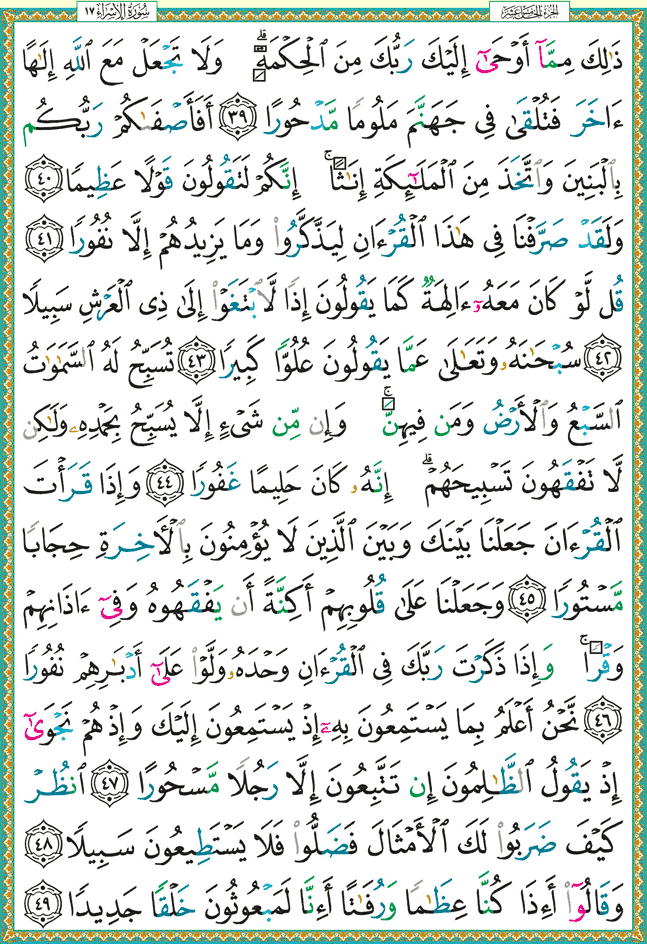 سُورَةُ الْإِسْرَاءِ ١٧
الجزء الخامس عشر
ذَٰلِكَ مِمَّآ أَوْحَىٰٓ إِلَيْكَ رَبُّكَ مِنَ ٱلْحِكْمَةِ ۗ وَلَا تَجْعَلْ مَعَ ٱللَّهِ إِلَٰهًا
ءَاخَرَ فَتُلْقَىٰ فِى جَهَنَّمَ مَلُومًا مَّدْحُورًا ٣٩ أَفَأَصْفَىٰكُمْ رَبُّكُم
بِٱلْبَنِينَ وَٱتَّخَذَ مِنَ ٱلْمَلَٰٓئِكَةِ إِنَٰثًا ۚ إِنَّكُمْ لَتَقُولُونَ قَوْلًا عَظِيمًا ٤٠
وَلَقَدْ صَرَّفْنَا فِى هَٰذَا ٱلْقُرْءَانِ لِيَذَّكَّرُوا۟ وَمَا يَزِيدُهُمْ إِلَّا نُفُورًا ٤١
قُل لَّوْ كَانَ مَعَهُۥٓ ءَالِهَةٌ كَمَا يَقُولُونَ إِذًا لَّٱبْتَغَوْا۟ إِلَىٰ ذِى ٱلْعَرْشِ سَبِيلًا
٤٢ سُبْحَٰنَهُۥ وَتَعَٰلَىٰ عَمَّا يَقُولُونَ عُلُوًّا كَبِيرًا ٤٣ تُسَبِّحُ لَهُ ٱلسَّمَٰوَٰتُ
ٱلسَّبْعُ وَٱلْأَرْضُ وَمَن فِيهِنَّ ۚ وَإِن مِّن شَىْءٍ إِلَّا يُسَبِّحُ بِحَمْدِهِۦ وَلَٰكِن
لَّا تَفْقَهُونَ تَسْبِيحَهُمْ ۗ إِنَّهُۥ كَانَ حَلِيمًا غَفُورًا ٤٤ وَإِذَا قَرَأْتَ
ٱلْقُرْءَانَ جَعَلْنَا بَيْنَكَ وَبَيْنَ ٱلَّذِينَ لَا يُؤْمِنُونَ بِٱلْأَخِرَةِ حِجَابًا
مَّسْتُورًا ٤٥ وَجَعَلْنَا عَلَىٰ قُلُوبِهِمْ أَكِنَّةً أَن يَفْقَهُوهُ وَفِىٓ ءَاذَانِهِمْ
وَقْرًا ۚ وَإِذَا ذَكَرْتَ رَبَّكَ فِى ٱلْقُرْءَانِ وَحْدَهُۥ وَلَّوْا۟ عَلَىٰٓ أَدْبَٰرِهِمْ نُفُورًا
٤٦ نَّحْنُ أَعْلَمُ بِمَا يَسْتَمِعُونَ بِهِۦٓ إِذْ يَسْتَمِعُونَ إِلَيْكَ وَإِذْ هُمْ نَجْوَىٰٓ
إِذْ يَقُولُ ٱلظَّٰلِمُونَ إِن تَتَّبِعُونَ إِلَّا رَجُلًا مَّسْحُورًا ٤٧ ٱنظُرْ
كَيْفَ ضَرَبُوا۟ لَكَ ٱلْأَمْثَالَ فَضَلُّوا۟ فَلَا يَسْتَطِيعُونَ سَبِيلًا ٤٨
وَقَالُوٓا۟ أَءِذَا كُنَّا عِظَٰمًا وَرُفَٰتًا أَءِنَّا لَمَبْعُوثُونَ خَلْقًا جَدِيدًا ٤٩